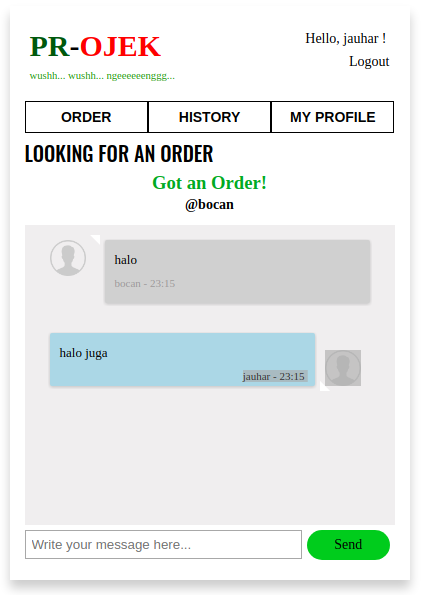 PR-OJEK
wushh... wushh... ngeeeeeenggg...
Hello, jauhar !
Logout
ORDER
HISTORY
MY PROFILE
LOOKING FOR AN ORDER
Got an Order!
@bocan
halo
bocan - 23:15
halo juga
jauhar - 23:15
Write your message here...
Send